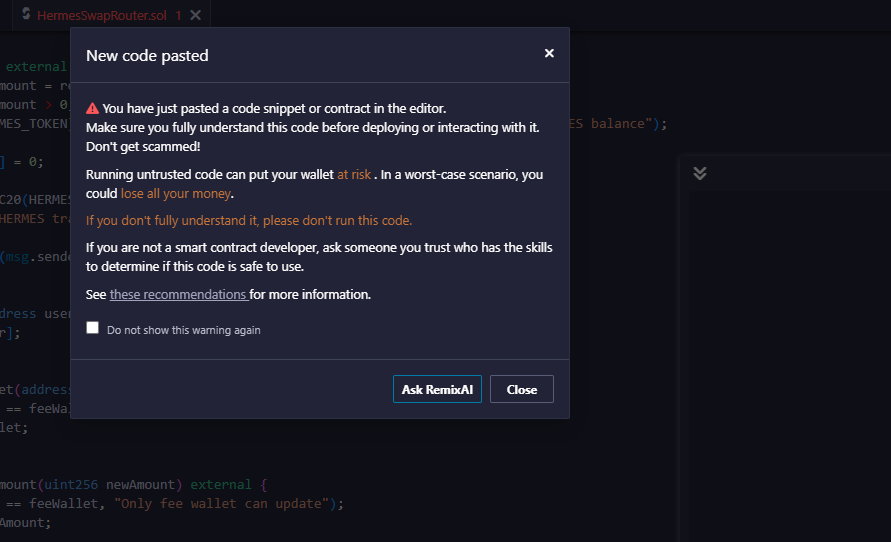 HermesSwapRouter.sol 1
New code pasted
You have just pasted a code snippet or contract in the editor.
Make sure you fully understand this code before deploying or interacting with it.
Don't get scammed!
Running untrusted code can put your wallet at risk . In a worst-case scenario, you
could lose all your money.
If you don't fully understand it, please don't run this code.
If you are not a smart contract developer, ask someone you trust who has the skills
to determine if this code is safe to use.
See these recommendations for more information.
Do not show this warning again
Ask RemixAI Close
external
mount = re
mount > 0
MES_TOKEN ES balance");
] = 0;
C20(HERMES
HERMES tra
(msg.sende
dress user
r];
et(address
== feeWal
let;
mount(uint256 newAmount) external {
== feeWallet, "Only fee wallet can update");
Amount;